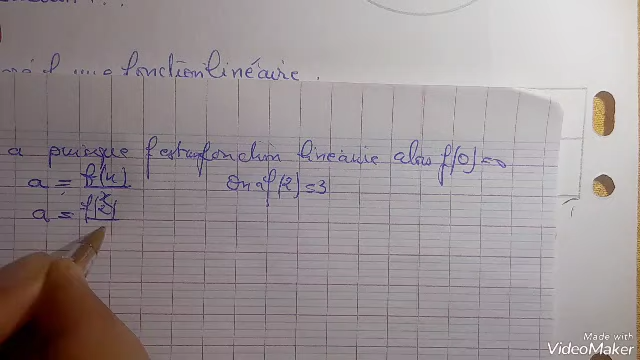 fonction linéaire.
a puisque f est une fonction linéaire alors f(0)=0
a = f(x)/x On a f(2)=3
a = f(2)
Made with
VideoMaker